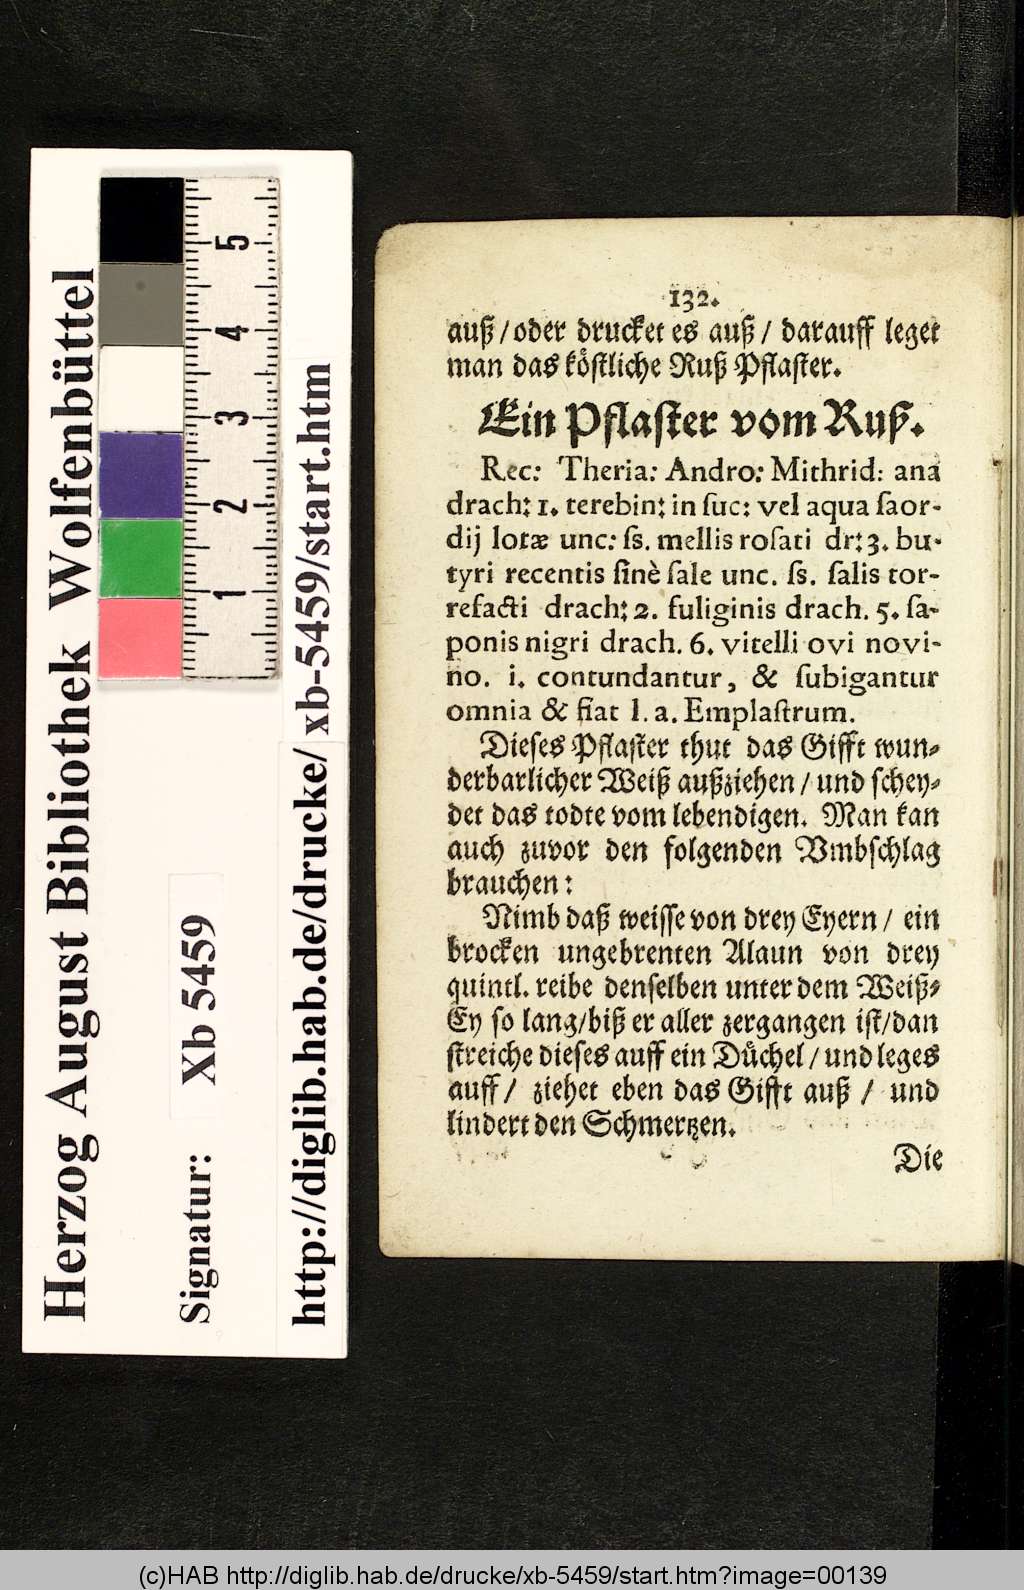 132.
auß/oder drucket es auß / darauff leget
man das köstliche Ruß Pflaster.
Ein Pflaster vom Ruß.
Rec: Theria: Andro: Mithrid: ana
drach: 1. terebin: in ſuc: vel aqua ſaor-
dij lotæ unc: ſs. mellis roſati dr: 3. bu-
tyri recentis ſinè ſale unc. ſs. ſalis tor-
refacti drach: 2. fuliginis drach. 5. ſa-
ponis nigri drach. 6. vitelli ovi novi-
no. i. contundantur, & ſubigantur
omnia & fiat l. a. Emplaſtrum.
Dieses Pflaster thut das Gifft wun-
derbarlicher Weiß außziehen / und schey-
det das todte vom lebendigen. Man kan
auch zuvor den folgenden Vmbschlag
brauchen:
Nimb daß weisse von drey Eyern / ein
brocken ungebrenten Alaun von drey
quintl. reibe denselben unter dem Weiß-
Ey so lang/biß er aller zergangen ist/dan
streiche dieses auff ein Düchel / und leges
auff / ziehet eben das Gifft auß / und
lindert den Schmertzen.
Die
Herzog August Bibliothek Wolfenbüttel
Signatur: Xb 5459
http://diglib.hab.de/drucke/xb-5459/start.htm
1 2 3 4 5
(c)HAB http://diglib.hab.de/drucke/xb-5459/start.htm?image=00139